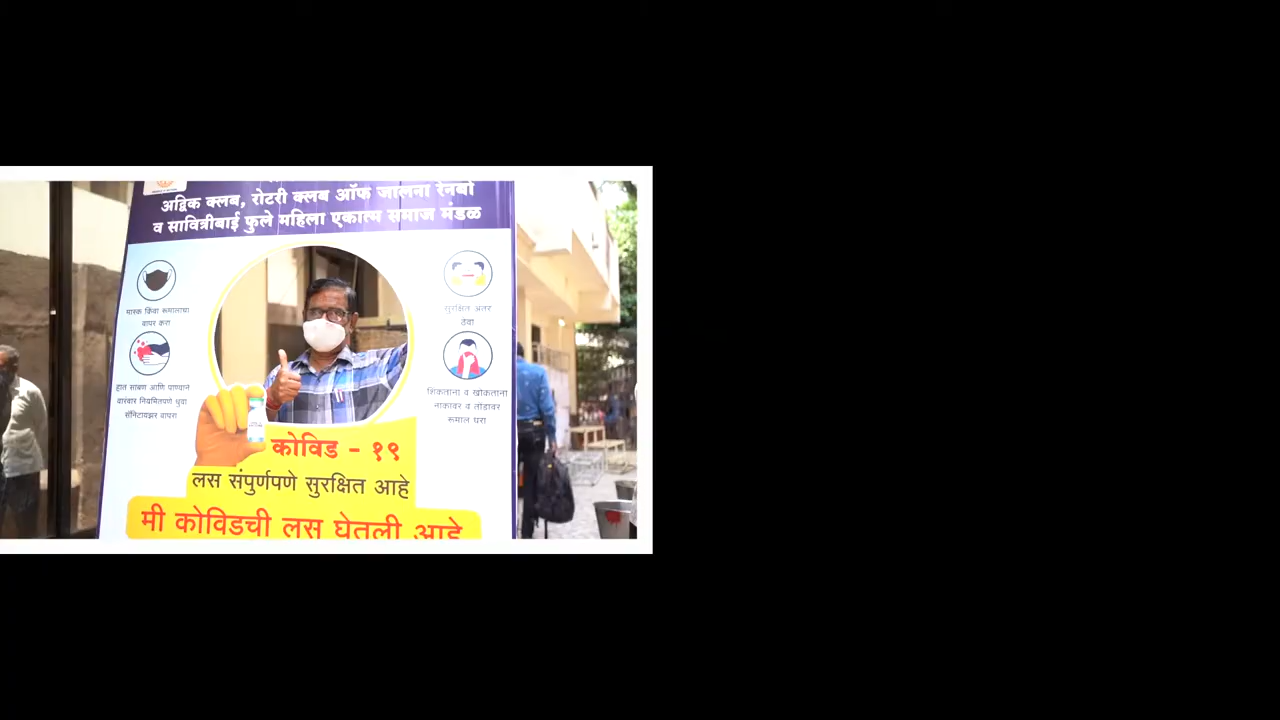 अद्विक क्लब, रोटरी क्लब ऑफ जालना रेनबो
व सावित्रीबाई फुले महिला एकात्म समाज मंडळ
मास्क किंवा रूमालाचा
वापर करा
सुरक्षित अंतर
ठेवा
हात साबण आणि पाण्याने
वारंवार नियमितपणे धुवा
सॅनिटायझर वापरा
शिंकताना व खोकताना
नाकावर व तोंडावर
रूमाल धरा
कोविड - १९
लस संपुर्णपणे सुरक्षित आहे
मी कोविडची लस घेतली आहे